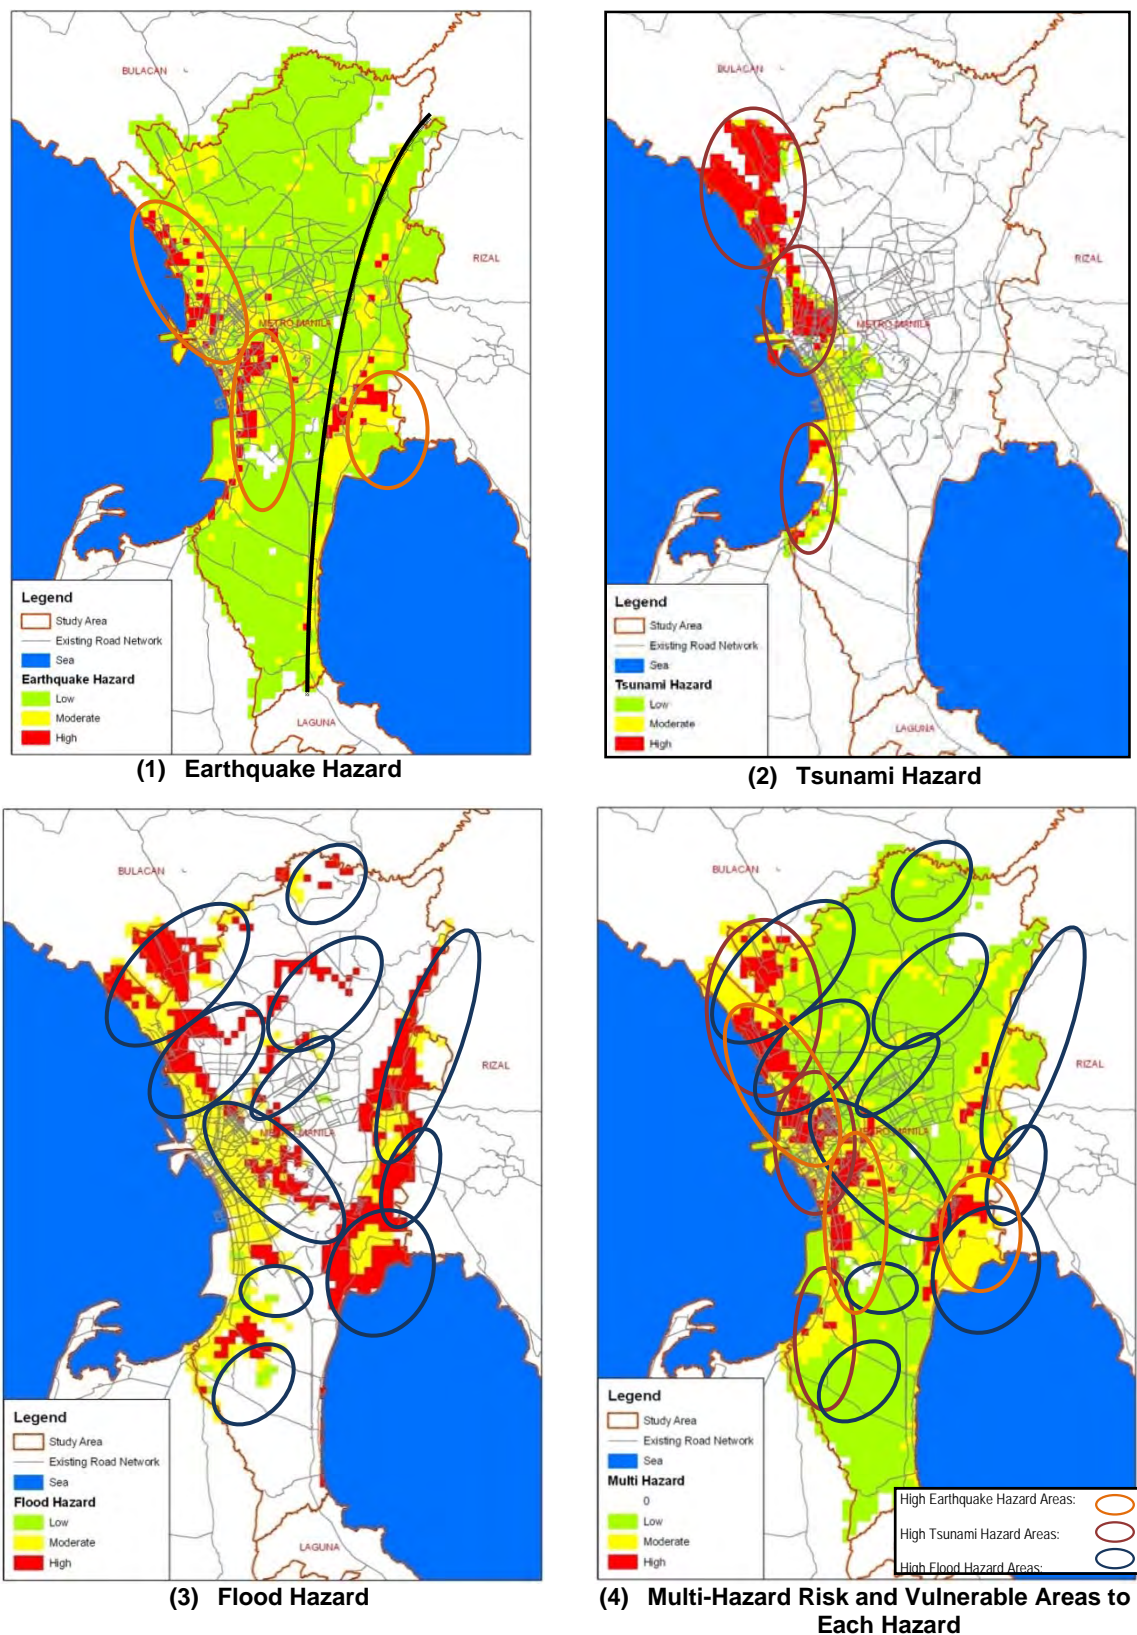 BULACAN
RIZAL
METRO MANILA
LAGUNA
Legend
Study Area
Existing Road Network
Sea
Earthquake Hazard
Low
Moderate
High
(1) Earthquake Hazard
BULACAN
RIZAL
METRO MANILA
LAGUNA
Legend
Study Area
Existing Road Network
Sea
Tsunami Hazard
Low
Moderate
High
(2) Tsunami Hazard
BULACAN
RIZAL
METRO MANILA
LAGUNA
Legend
Study Area
Existing Road Network
Sea
Flood Hazard
Low
Moderate
High
(3) Flood Hazard
BULACAN
RIZAL
METRO MANILA
Legend
Study Area
Existing Road Network
Sea
Multi Hazard
0
Low
Moderate
High
High Earthquake Hazard Areas:
High Tsunami Hazard Areas:
High Flood Hazard Areas:
(4) Multi-Hazard Risk and Vulnerable Areas to
Each Hazard